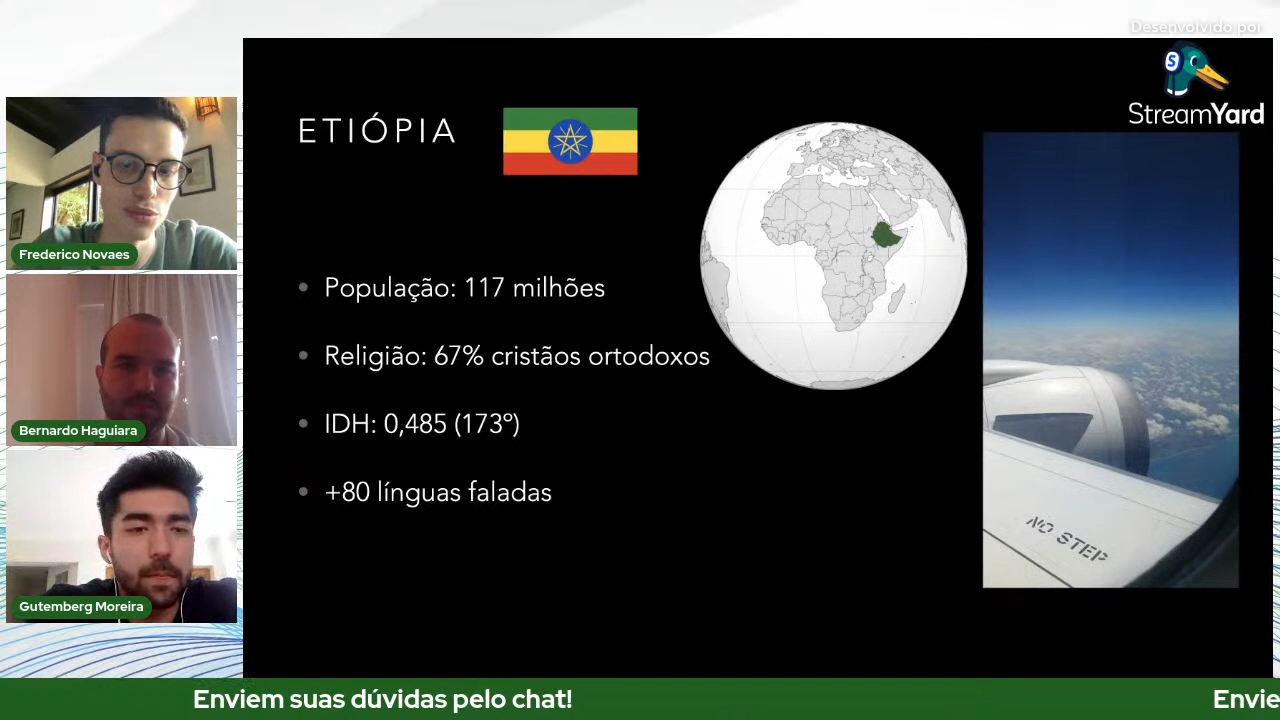 Desenvolvido por
StreamYard
S
ETIÓPIA
População: 117 milhões
Religião: 67% cristãos ortodoxos
IDH: 0,485 (173º)
+80 línguas faladas
NO STEP
Frederico Novaes
Bernardo Haguiara
Gutemberg Moreira
Enviem suas dúvidas pelo chat!
Envie